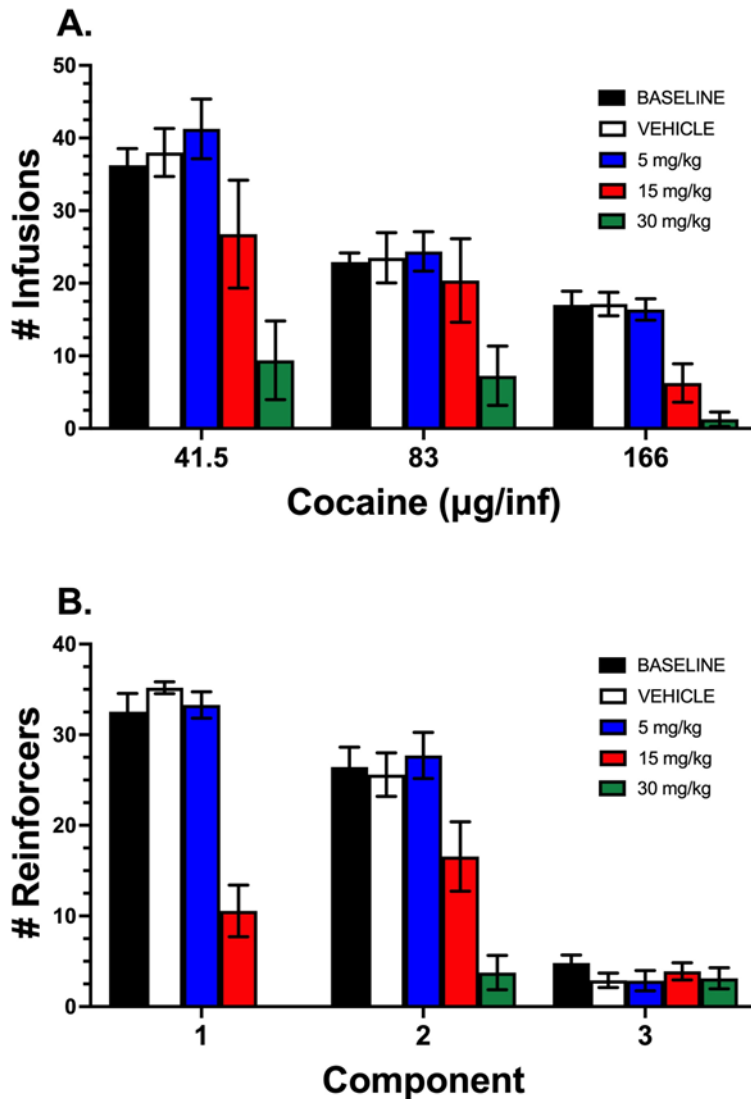 A.
50
40
30
20
10
0
# Infusions
BASELINE
VEHICLE
5 mg/kg
15 mg/kg
30 mg/kg
41.5 83 166
Cocaine (μg/inf)
B.
40
30
20
10
0
# Reinforcers
BASELINE
VEHICLE
5 mg/kg
15 mg/kg
30 mg/kg
1 2 3
Component